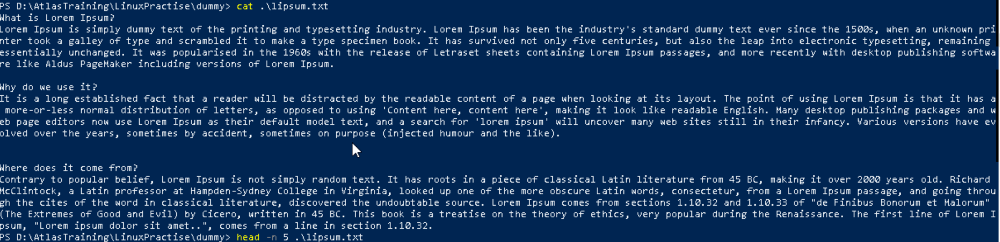 PS D:\AtlasTraining\LinuxPractise\dummy> cat .\lipsum.txt
What is Lorem Ipsum?
Lorem Ipsum is simply dummy text of the printing and typesetting industry. Lorem Ipsum has been the industry's standard dummy text ever since the 1500s, when an unknown pri
nter took a galley of type and scrambled it to make a type specimen book. It has survived not only five centuries, but also the leap into electronic typesetting, remaining
essentially unchanged. It was popularised in the 1960s with the release of Letraset sheets containing Lorem Ipsum passages, and more recently with desktop publishing softwa
re like Aldus PageMaker including versions of Lorem Ipsum.
Why do we use it?
It is a long established fact that a reader will be distracted by the readable content of a page when looking at its layout. The point of using Lorem Ipsum is that it has a
more-or-less normal distribution of letters, as opposed to using 'Content here, content here', making it look like readable English. Many desktop publishing packages and w
eb page editors now use Lorem Ipsum as their default model text, and a search for 'lorem ipsum' will uncover many web sites still in their infancy. Various versions have ev
olved over the years, sometimes by accident, sometimes on purpose (injected humour and the like).
Where does it come from?
Contrary to popular belief, Lorem Ipsum is not simply random text. It has roots in a piece of classical Latin literature from 45 BC, making it over 2000 years old. Richard
McClintock, a Latin professor at Hampden-Sydney College in Virginia, looked up one of the more obscure Latin words, consectetur, from a Lorem Ipsum passage, and going throu
gh the cites of the word in classical literature, discovered the undoubtable source. Lorem Ipsum comes from sections 1.10.32 and 1.10.33 of "de Finibus Bonorum et Malorum"
(The Extremes of Good and Evil) by Cicero, written in 45 BC. This book is a treatise on the theory of ethics, very popular during the Renaissance. The first line of Lorem I
psum, "Lorem ipsum dolor sit amet..", comes from a line in section 1.10.32.
PS D:\AtlasTraining\LinuxPractise\dummy> head -n 5 .\lipsum.txt